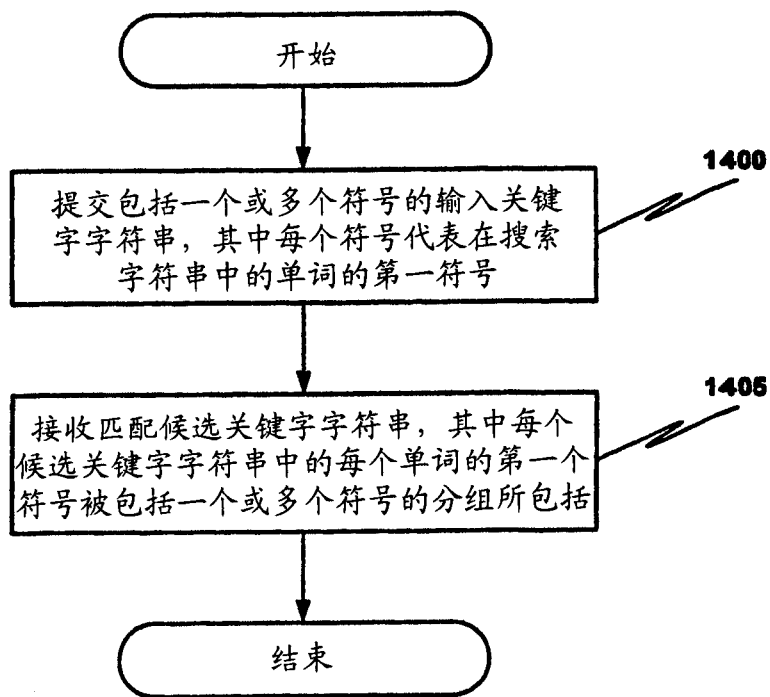 开始
1400
提交包括一个或多个符号的输入关键
字字符串，其中每个符号代表在搜索
字符串中的单词的第一符号
1405
接收匹配候选关键字字符串，其中每个
候选关键字字符串中的每个单词的第一个
符号被包括一个或多个符号的分组所包括
结束